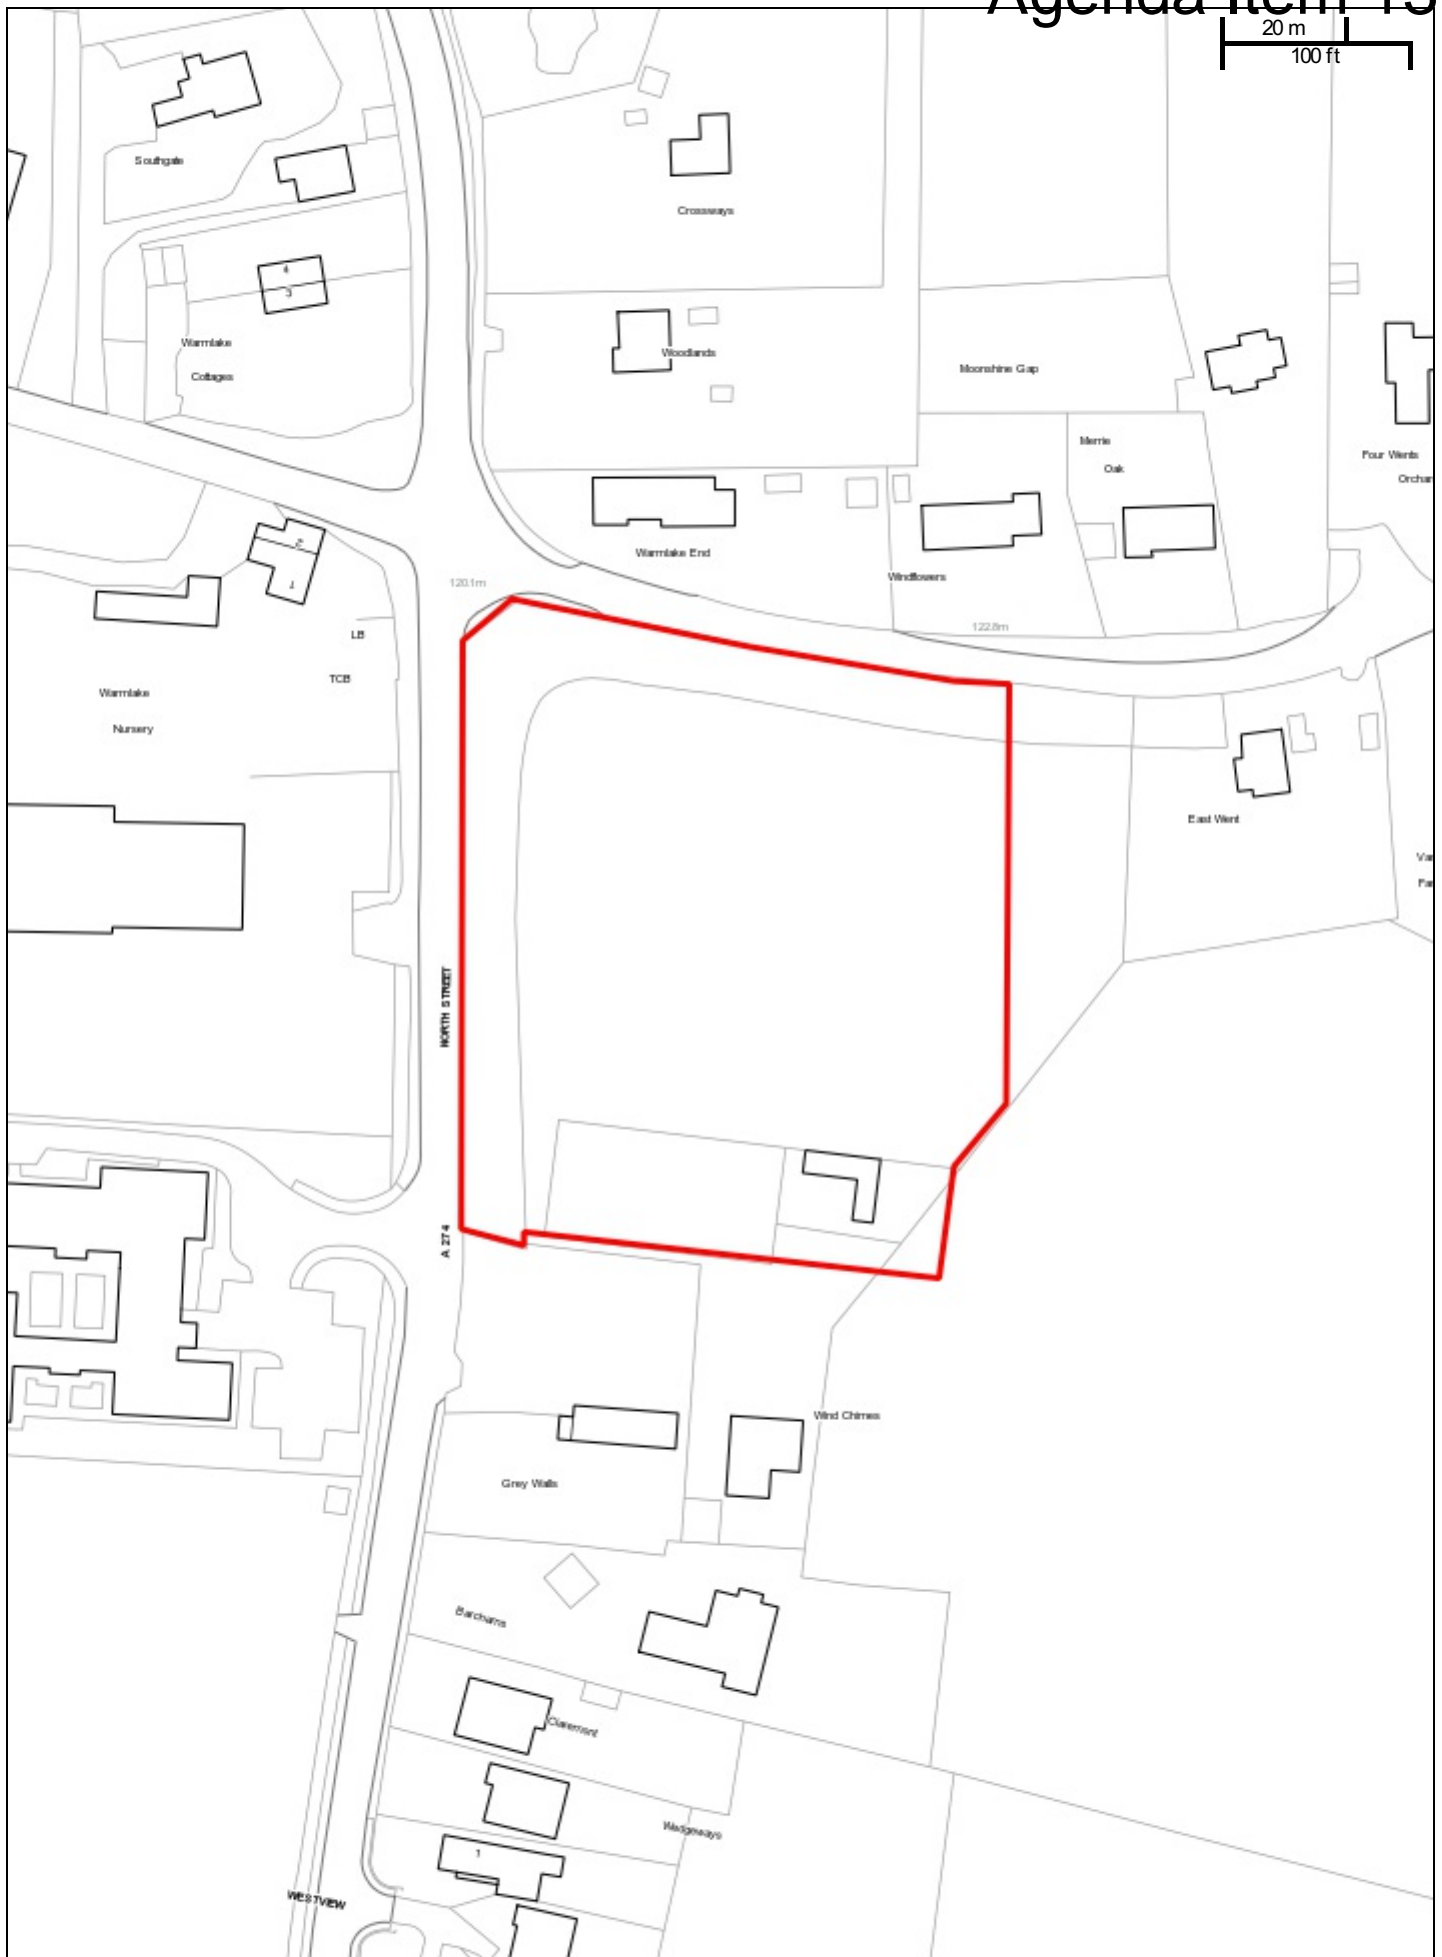 Agenda Item 15
20 m
100 ft
Southgate
Crossways
4
3
Warmlake
Cottages
Woodlands
Moonshine Gap
Merrie
Oak
Four Wents
Orchar
2
1
Warmlake End
Windflowers
120.1m
122.8m
LB
TCB
Warmlake
Nursery
East Went
Var
Far
NORTH STREET
A 274
Wind Chimes
Grey Walls
Barchams
Claremont
Wedgeways
1
WESTVIEW